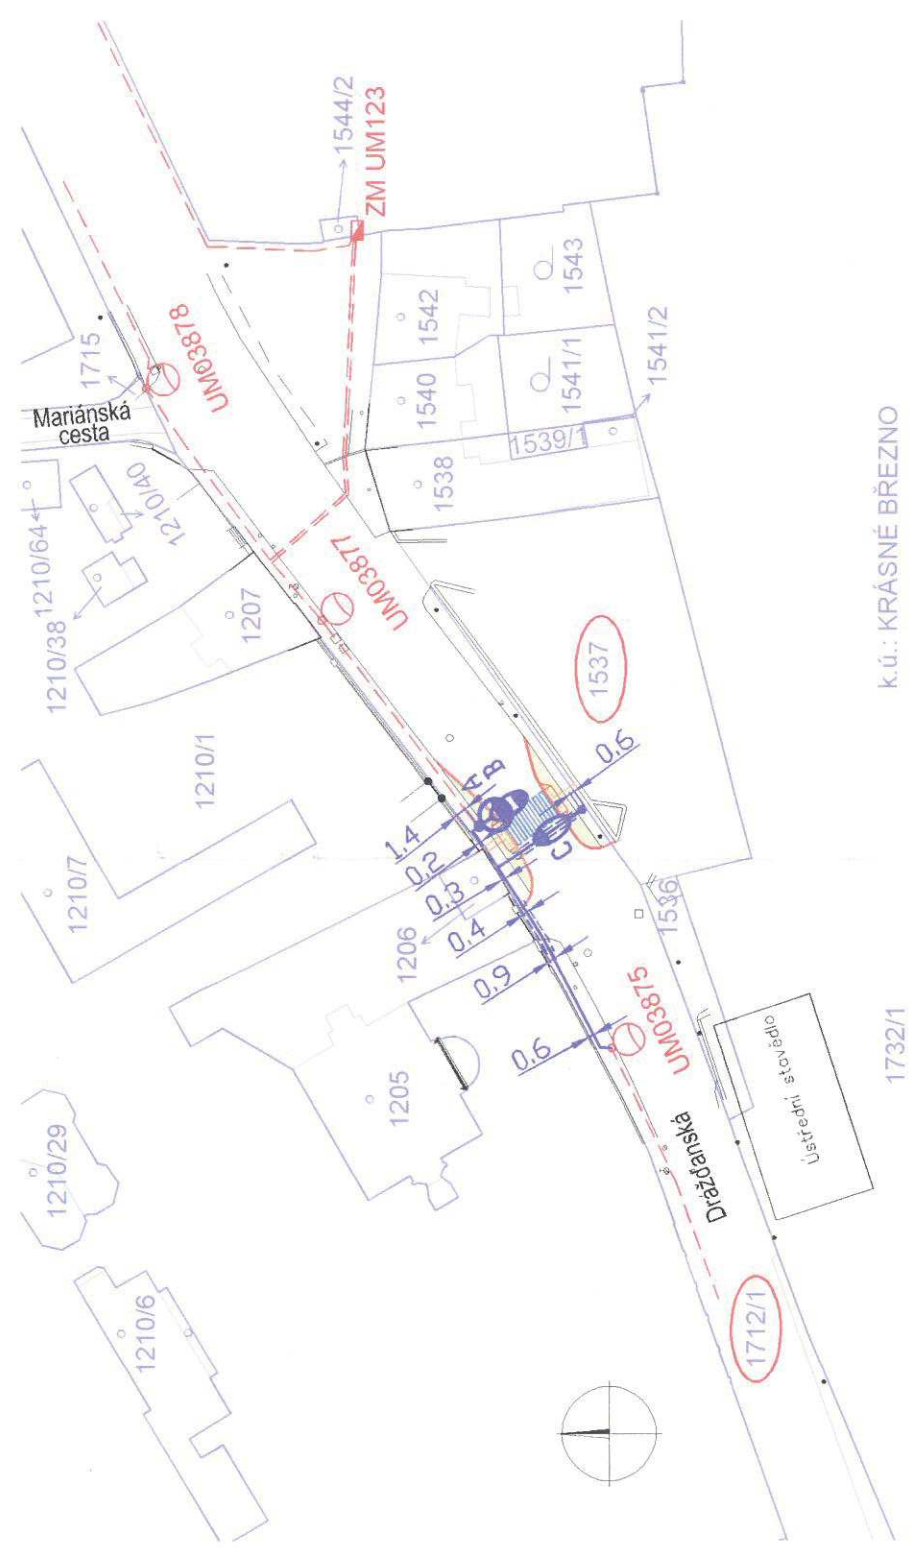 1544/2
ZM UM123
UM03878
1715
Mariánská
cesta
1542
1543
1540
1541/1
1541/2
1539/1
1538
1210/40
1210/64
1210/38
1207
UM03877
1537
1210/1
1210/7
A
B
C
0.6
1.4
0.2
0.3
0.4
0.9
0.6
1206
1536
1205
UM03875
Drážďanská
Ústřední stavědlo
1210/29
1210/6
1712/1
1732/1
k.ú.: KRÁSNÉ BŘEZNO